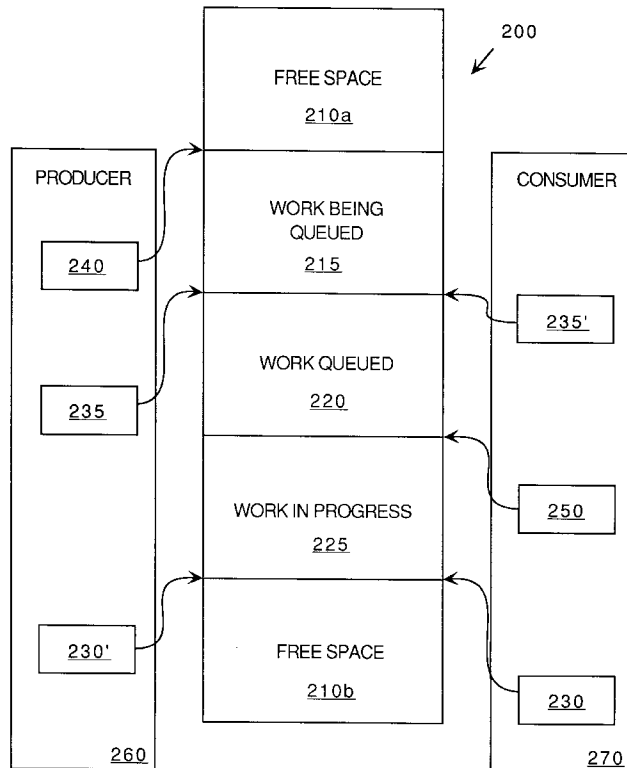 200
FREE SPACE
210a
PRODUCER
CONSUMER
WORK BEING
QUEUED
215
240
235'
235
WORK QUEUED
220
250
WORK IN PROGRESS
225
230'
FREE SPACE
210b
230
260
270